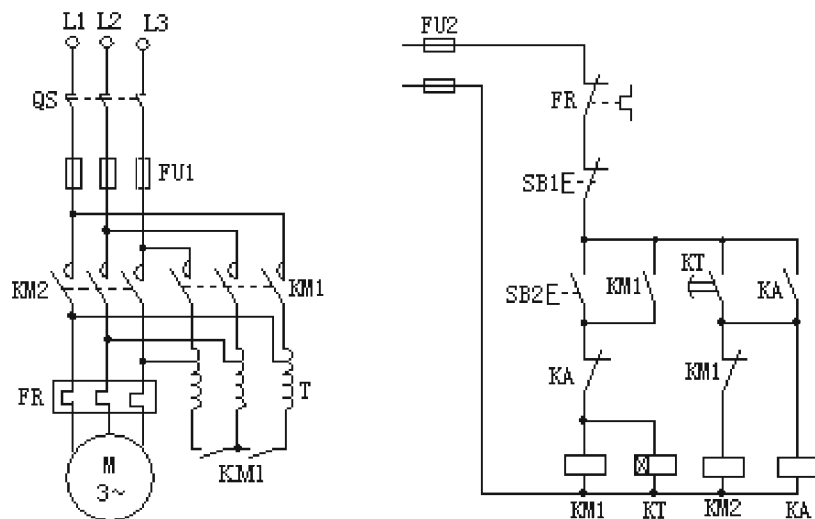 L1 L2 L3
QS
FU1
KM2
KM1
FR
T
M
3~
KM1
FU2
FR
SB1
SB2
KM1
KT
KA
KA
KM1
KM1
KT
KM2
KA